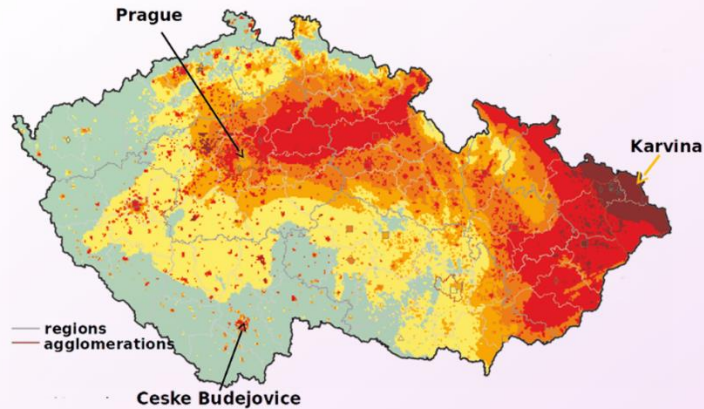 Prague
Karvina
regions
agglomerations
Ceske Budejovice